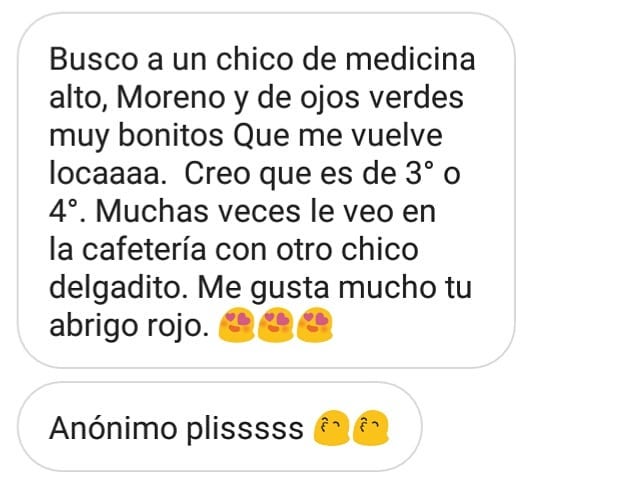 Busco a un chico de medicina
alto, Moreno y de ojos verdes
muy bonitos Que me vuelve
locaaaa.  Creo que es de 3° o
4°. Muchas veces le veo en
la cafetería con otro chico
delgadito. Me gusta mucho tu
abrigo rojo. 😍😍😍
Anónimo plisssss 🤭🤭